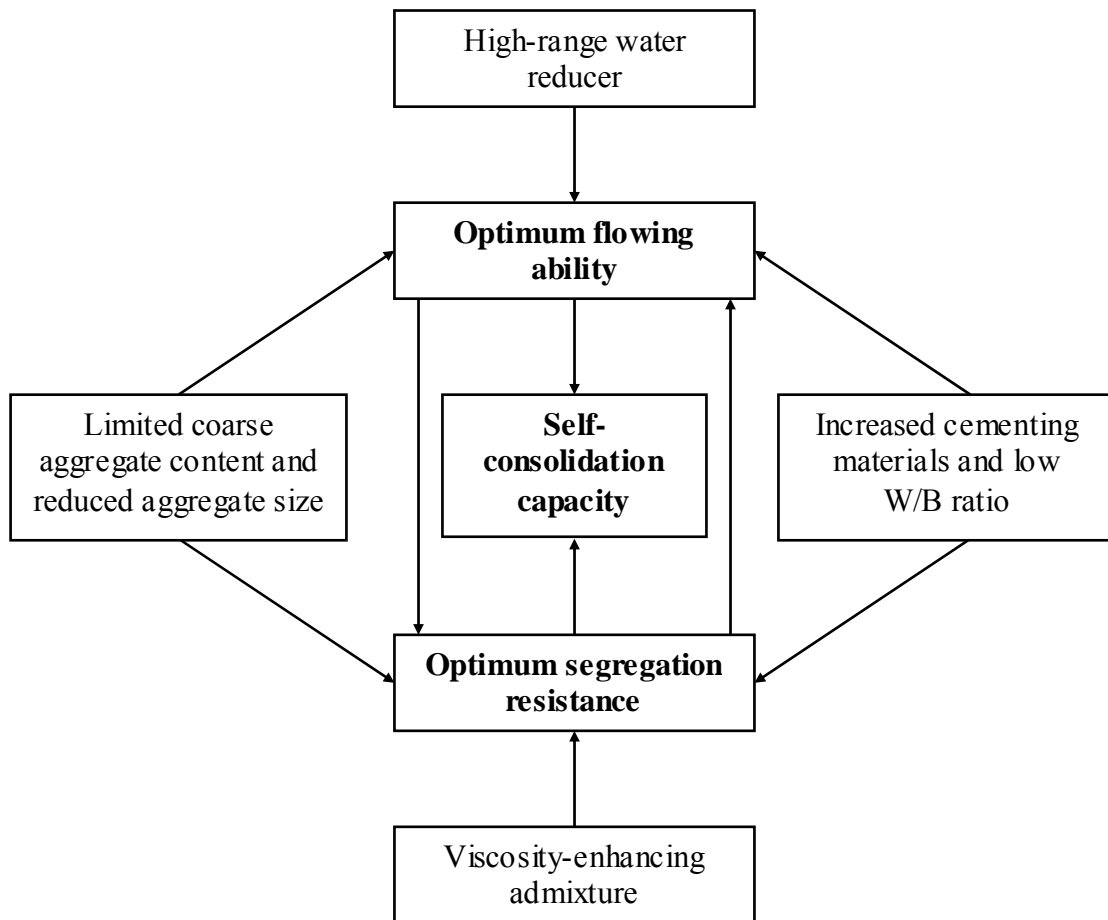 High-range water
reducer
Optimum flowing
ability
Limited coarse
aggregate content and
reduced aggregate size
Self-
consolidation
capacity
Increased cementing
materials and low
W/B ratio
Optimum segregation
resistance
Viscosity-enhancing
admixture